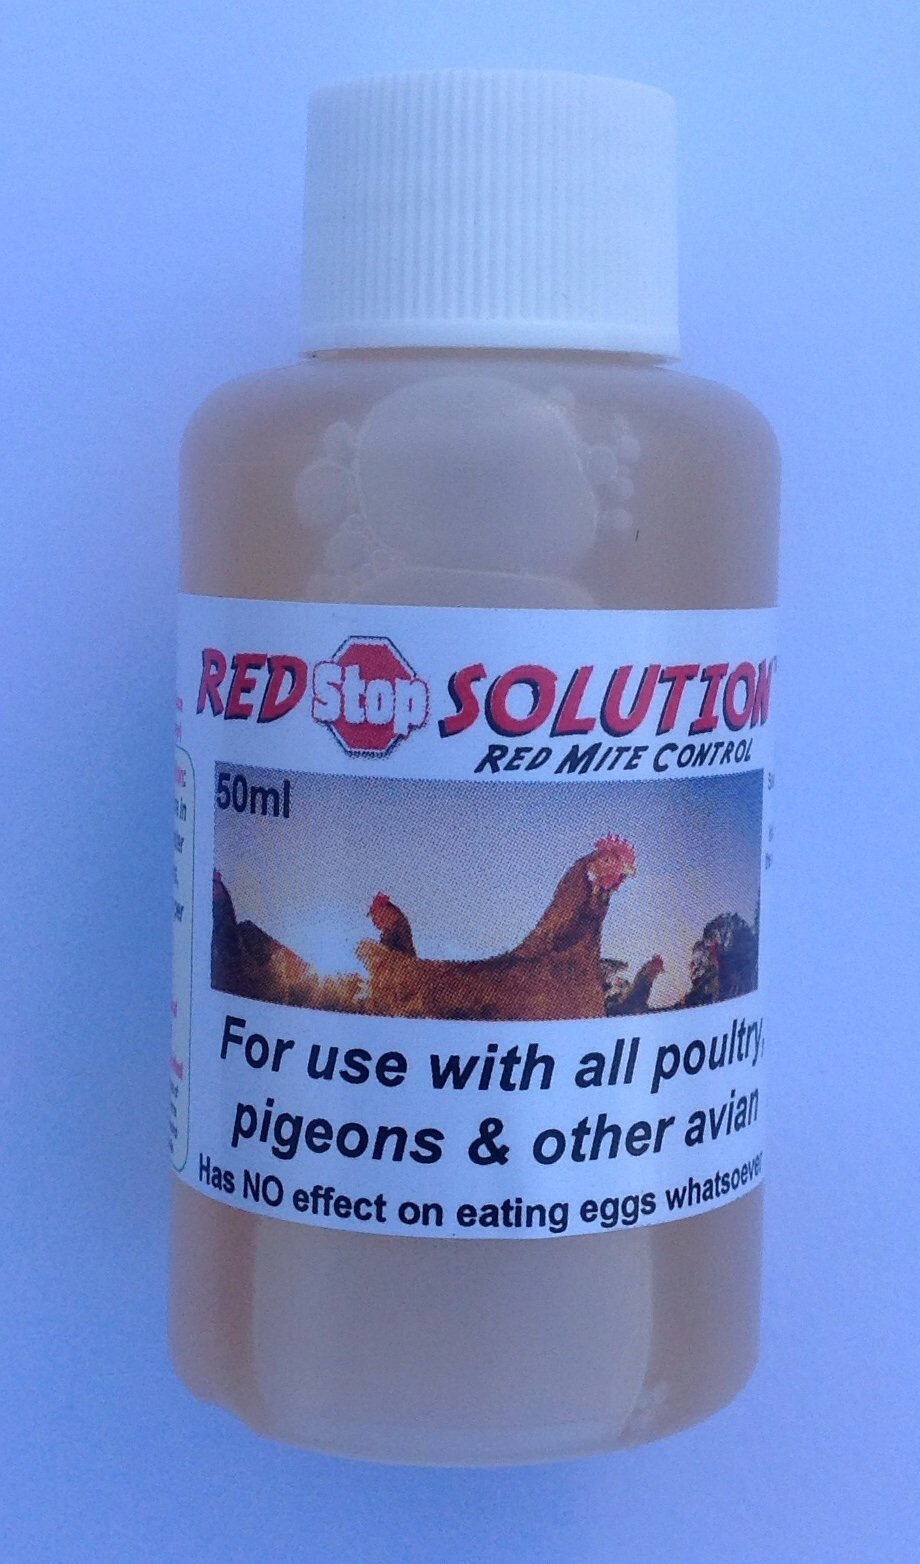 RED Stop SOLUTION
RED MITE CONTROL
50ml
For use with all poultry,
pigeons & other avian
Has NO effect on eating eggs whatsoever